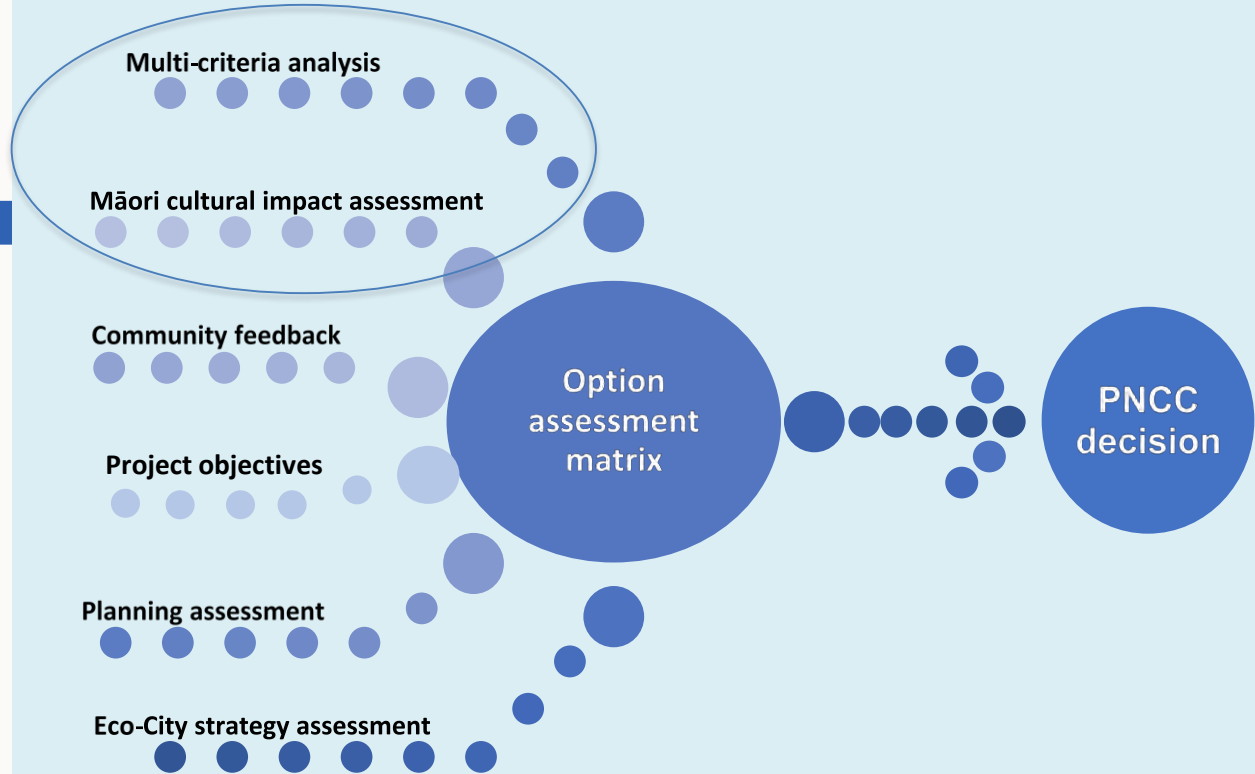 Multi-criteria analysis
Māori cultural impact assessment
Community feedback
Project objectives
Planning assessment
Eco-City strategy assessment
Option
assessment
matrix
PNCC
decision